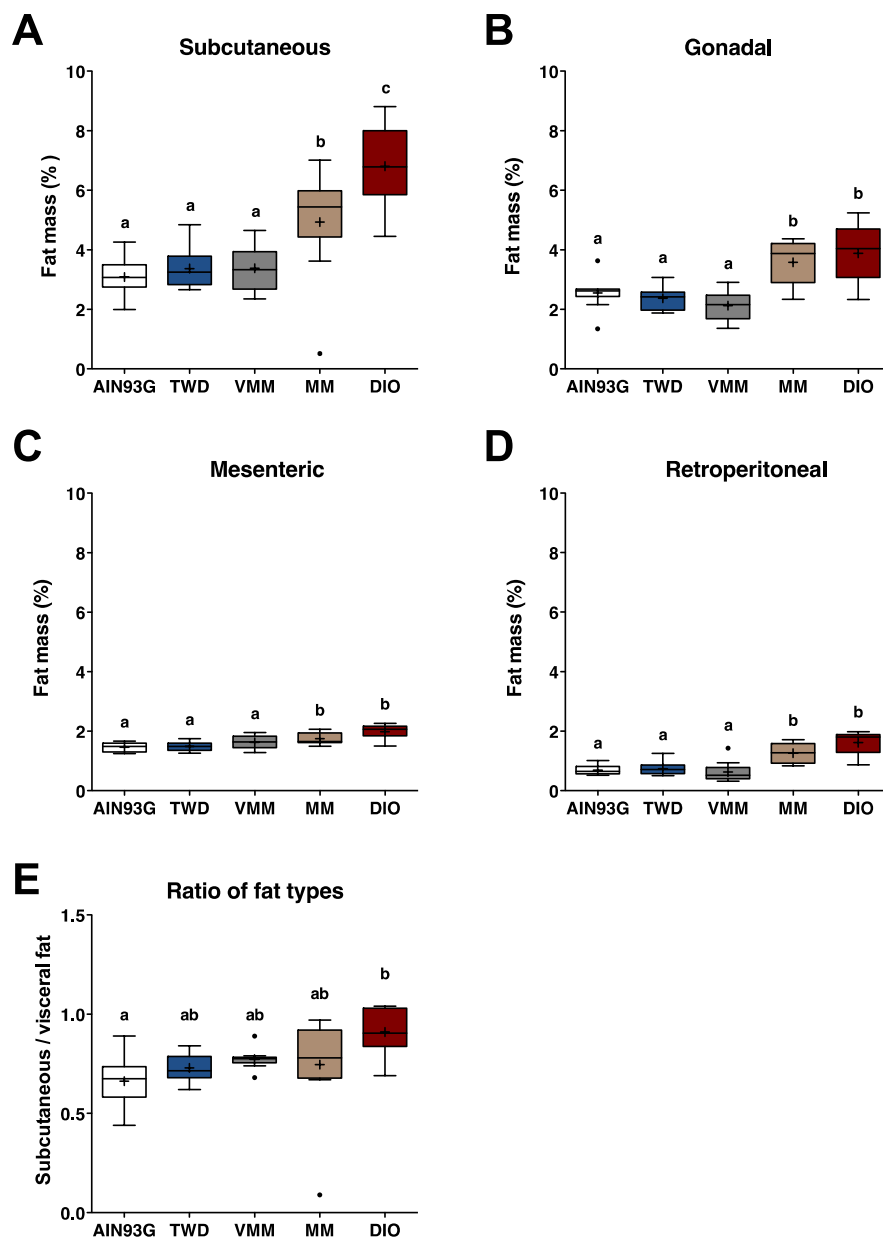 A
Subcutaneous
Fat mass (%)
10
8
6
4
2
0
a
a
a
b
c
AIN93G
TWD
VMM
MM
DIO
B
Gonadal
Fat mass (%)
10
8
6
4
2
0
a
a
a
b
b
AIN93G
TWD
VMM
MM
DIO
C
Mesenteric
Fat mass (%)
10
8
6
4
2
0
a
a
a
b
b
AIN93G
TWD
VMM
MM
DIO
D
Retroperitoneal
Fat mass (%)
10
8
6
4
2
0
a
a
a
b
b
AIN93G
TWD
VMM
MM
DIO
E
Ratio of fat types
Subcutaneous / visceral fat
1.5
1.0
0.5
0.0
a
ab
ab
ab
b
AIN93G
TWD
VMM
MM
DIO